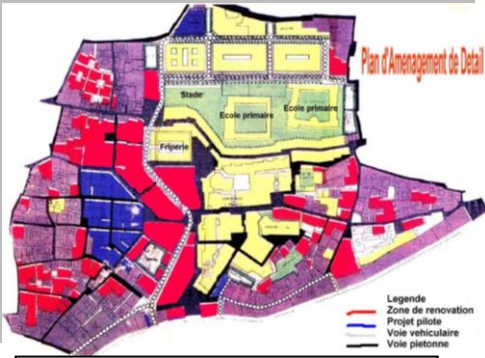 Plan d'Amenagement de Detail
Stade
Ecole primaire
Ecole primaire
Friperie
Legende
Zone de renovation
Projet pilote
Voie vehiculaire
Voie pietonne